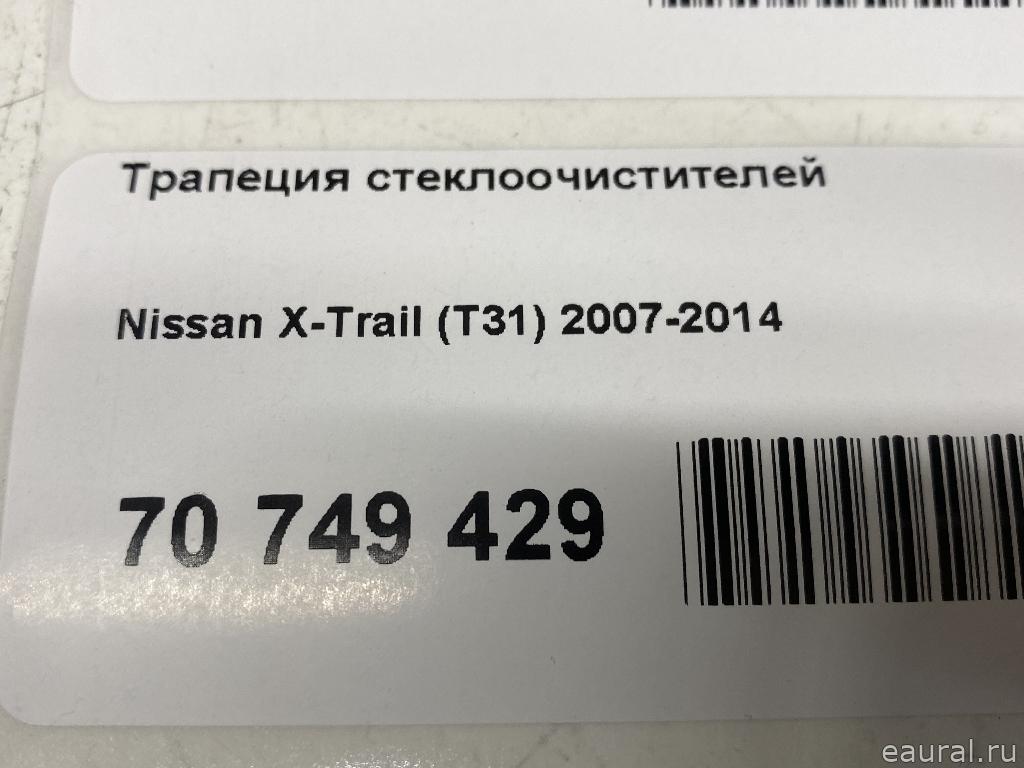 Трапеция стеклоочистителей
Nissan X-Trail (T31) 2007-2014
70 749 429
eaural.ru